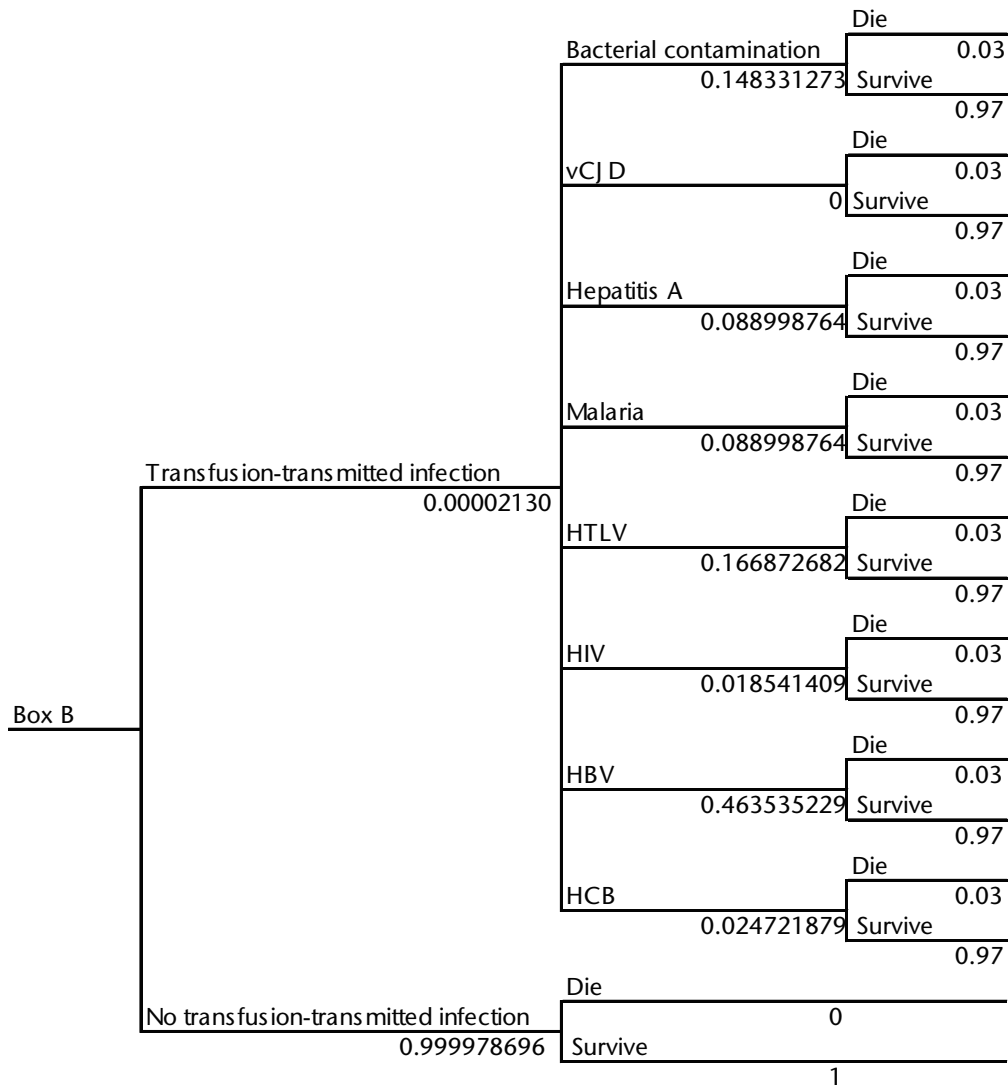 Die
Bacterial contamination
0.03
0.148331273 Survive
0.97
Die
vCJD
0.03
0 Survive
0.97
Die
Hepatitis A
0.03
0.088998764 Survive
0.97
Die
Malaria
0.03
0.088998764 Survive
0.97
Transfusion-transmitted infection
0.00002130
Die
HTLV
0.03
0.166872682 Survive
0.97
Die
HIV
0.03
0.018541409 Survive
0.97
Box B
Die
HBV
0.03
0.463535229 Survive
0.97
Die
HCB
0.03
0.024721879 Survive
0.97
Die
No transfusion-transmitted infection
0
0.999978696 Survive
1